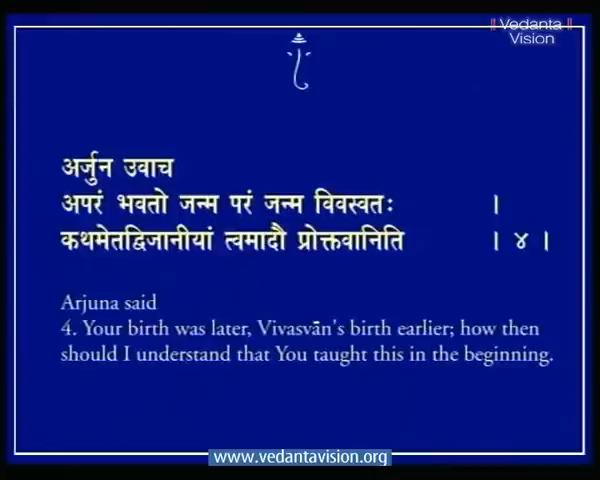 ॥ Vedanta ॥
Vision
अर्जुन उवाच
अपरं भवतो जन्म परं जन्म विवस्वतः ।
कथमेतद्विजानीयां त्वमादौ प्रोक्तवानिति । ४ ।
Arjuna said
4. Your birth was later, Vivasvān's birth earlier; how then
should I understand that You taught this in the beginning.
www.vedantavision.org